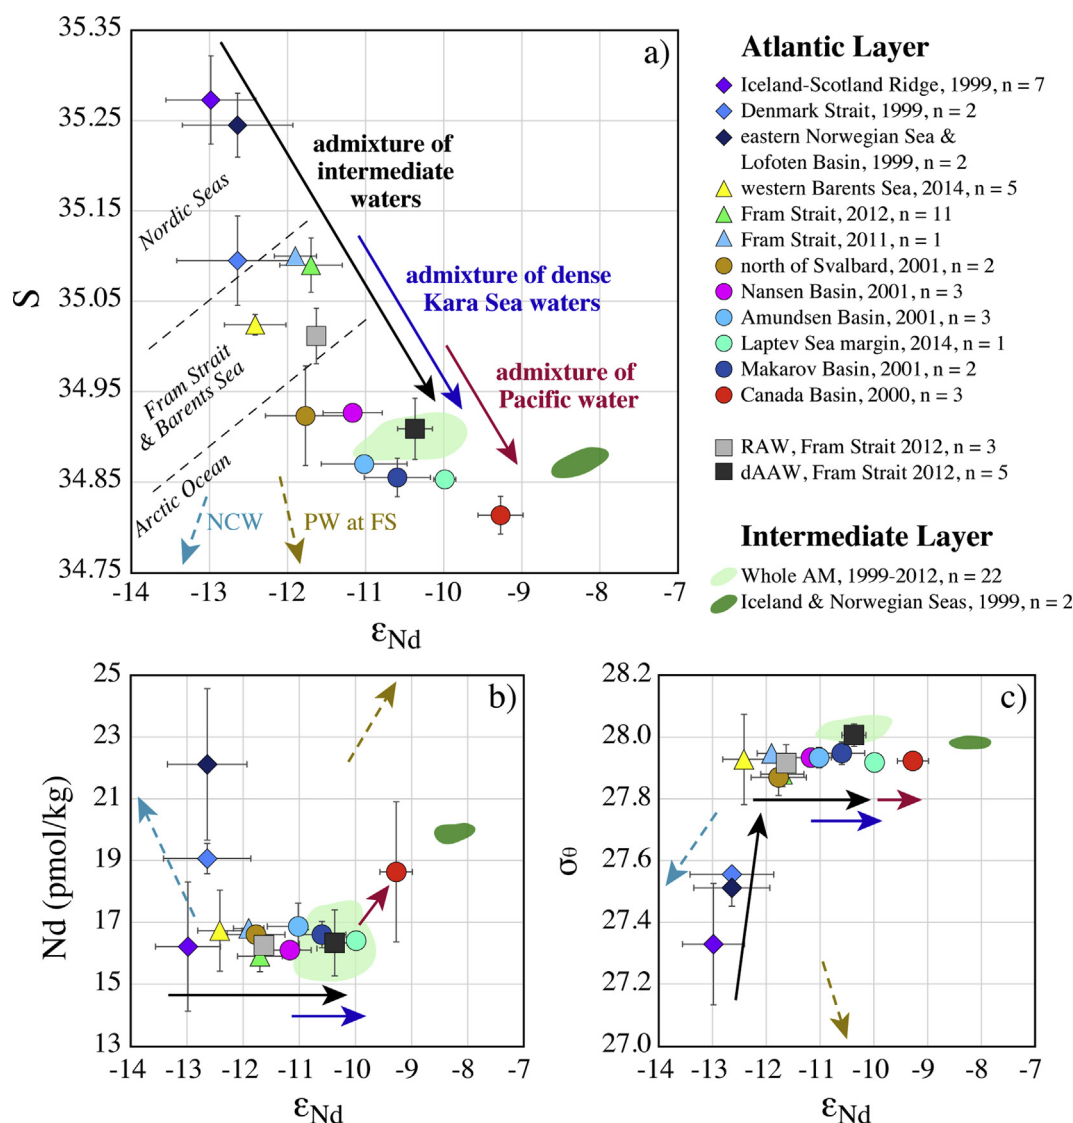 a)
35.35
35.25
35.15
35.05
34.95
34.85
34.75
S
-14
-13
-12
-11
-10
-9
-8
-7
εNd
admixture of
intermediate
waters
admixture of dense
Kara Sea waters
admixture of
Pacific water
Nordic Seas
Fram Strait
& Barents Sea
Arctic Ocean
NCW
PW at FS
Atlantic Layer
Iceland-Scotland Ridge, 1999, n = 7
Denmark Strait, 1999, n = 2
eastern Norwegian Sea &
Lofoten Basin, 1999, n = 2
western Barents Sea, 2014, n = 5
Fram Strait, 2012, n = 11
Fram Strait, 2011, n = 1
north of Svalbard, 2001, n = 2
Nansen Basin, 2001, n = 3
Amundsen Basin, 2001, n = 3
Laptev Sea margin, 2014, n = 1
Makarov Basin, 2001, n = 2
Canada Basin, 2000, n = 3
RAW, Fram Strait 2012, n = 3
dAAW, Fram Strait 2012, n = 5
Intermediate Layer
Whole AM, 1999-2012, n = 22
Iceland & Norwegian Seas, 1999, n = 2
b)
25
23
21
19
17
15
13
Nd (pmol/kg)
-14
-13
-12
-11
-10
-9
-8
-7
εNd
c)
28.2
28.0
27.8
27.6
27.4
27.2
27.0
σθ
-14
-13
-12
-11
-10
-9
-8
-7
εNd